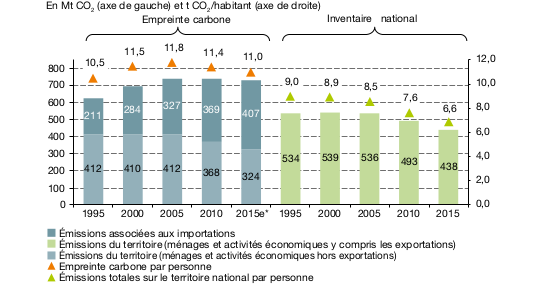 En Mt CO2 (axe de gauche) et t CO2/habitant (axe de droite)
Empreinte carbone Inventaire national
10,5 11,5 11,8 11,4 11,0 9,0 8,9 8,5 7,6 6,6
800 700 600 500 400 300 200 100 0
211 284 327 369 407
412 410 412 368 324
534 539 536 493 438
12,0 10,0 8,0 6,0 4,0 2,0 0,0
1995 2000 2005 2010 2015e* 1995 2000 2005 2010 2015
Émissions associées aux importations
Émissions du territoire (ménages et activités économiques y compris les exportations)
Émissions du territoire (ménages et activités économiques hors exportations)
Empreinte carbone par personne
Émissions totales sur le territoire national par personne